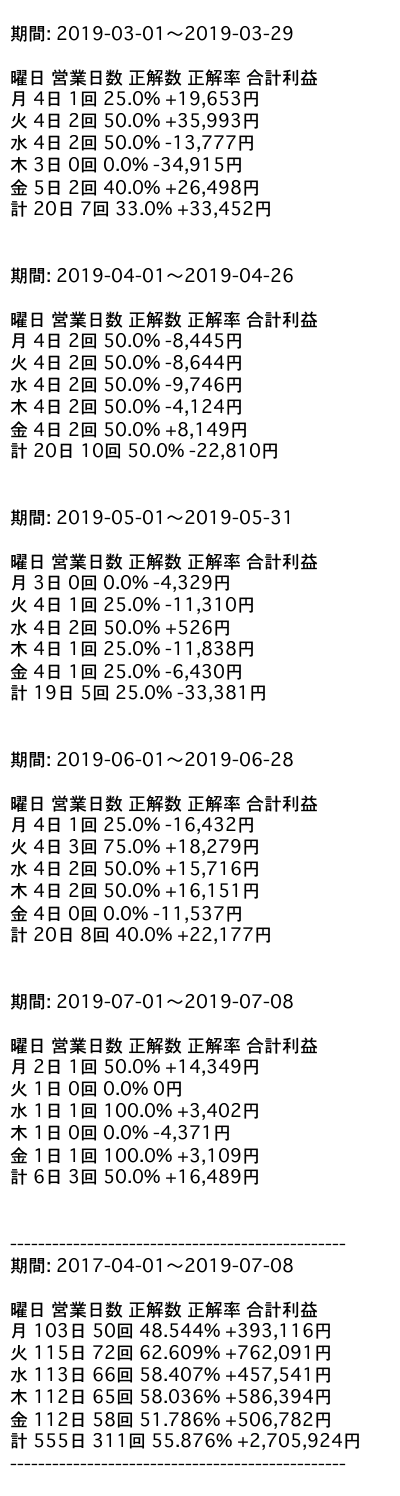 期間: 2019-03-01〜2019-03-29
曜日 営業日数 正解数 正解率 合計利益
月 4日 1回 25.0% +19,653円
火 4日 2回 50.0% +35,993円
水 4日 2回 50.0% -13,777円
木 3日 0回 0.0% -34,915円
金 5日 2回 40.0% +26,498円
計 20日 7回 33.0% +33,452円
期間: 2019-04-01〜2019-04-26
曜日 営業日数 正解数 正解率 合計利益
月 4日 2回 50.0% -8,445円
火 4日 2回 50.0% -8,644円
水 4日 2回 50.0% -9,746円
木 4日 2回 50.0% -4,124円
金 4日 2回 50.0% +8,149円
計 20日 10回 50.0% -22,810円
期間: 2019-05-01〜2019-05-31
曜日 営業日数 正解数 正解率 合計利益
月 3日 0回 0.0% -4,329円
火 4日 1回 25.0% -11,310円
水 4日 2回 50.0% +526円
木 4日 1回 25.0% -11,838円
金 4日 1回 25.0% -6,430円
計 19日 5回 25.0% -33,381円
期間: 2019-06-01〜2019-06-28
曜日 営業日数 正解数 正解率 合計利益
月 4日 1回 25.0% -16,432円
火 4日 3回 75.0% +18,279円
水 4日 2回 50.0% +15,716円
木 4日 2回 50.0% +16,151円
金 4日 0回 0.0% -11,537円
計 20日 8回 40.0% +22,177円
期間: 2019-07-01〜2019-07-08
曜日 営業日数 正解数 正解率 合計利益
月 2日 1回 50.0% +14,349円
火 1日 0回 0.0% 0円
水 1日 1回 100.0% +3,402円
木 1日 0回 0.0% -4,371円
金 1日 1回 100.0% +3,109円
計 6日 3回 50.0% +16,489円
------------------------------------------------
期間: 2017-04-01〜2019-07-08
曜日 営業日数 正解数 正解率 合計利益
月 103日 50回 48.544% +393,116円
火 115日 72回 62.609% +762,091円
水 113日 66回 58.407% +457,541円
木 112日 65回 58.036% +586,394円
金 112日 58回 51.786% +506,782円
計 555日 311回 55.876% +2,705,924円
------------------------------------------------